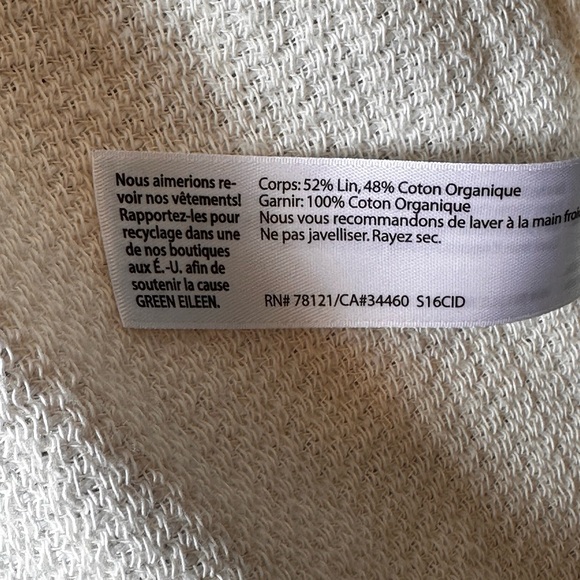 Nous aimerions re-
voir nos vêtements!
Rapportez-les pour
recyclage dans une
de nos boutiques
aux É.-U. afin de
soutenir la cause
GREEN EILEEN.
Corps: 52% Lin, 48% Coton Organique
Garnir: 100% Coton Organique
Nous vous recommandons de laver à la main froi
Ne pas javelliser. Rayez sec.
RN# 78121/CA#34460 S16CID